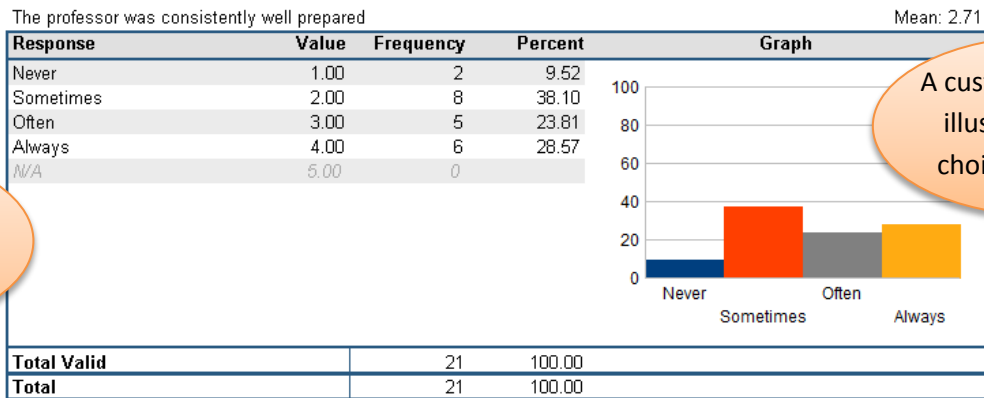 The professor was consistently well prepared Mean: 2.71
Response Value Frequency Percent Graph
Never 1.00 2 9.52
Sometimes 2.00 8 38.10
Often 3.00 5 23.81
Always 4.00 6 28.57
N/A 5.00 0
100
80
60
40
20
0
Never Often
Sometimes Always
A
Total Valid 21 100.00
Total 21 100.00